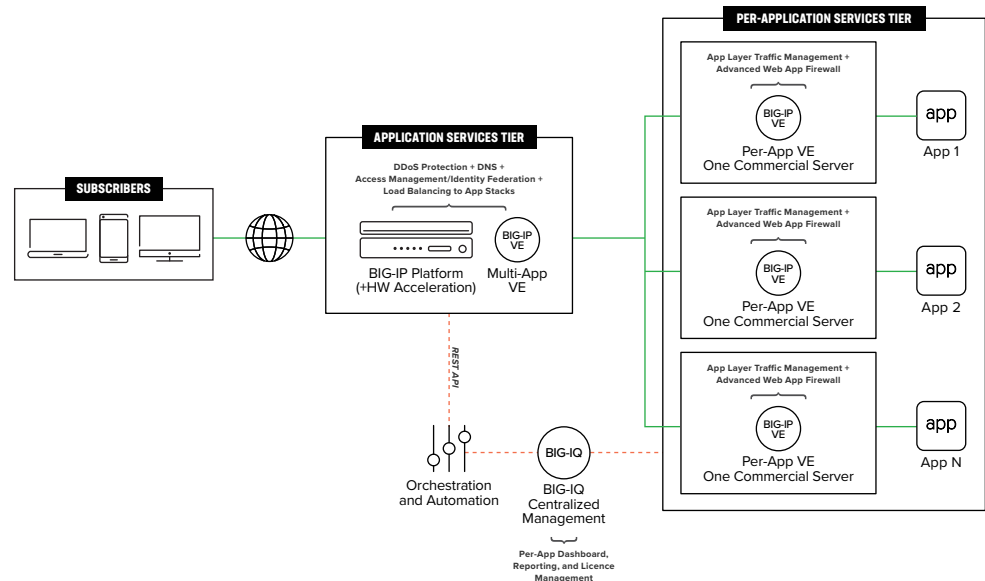 SUBSCRIBERS
APPLICATION SERVICES TIER
DDoS Protection + DNS +
Access Management/Identity Federation +
Load Balancing to App Stacks
BIG-IP
VE
BIG-IP Platform
(+HW Acceleration)
Multi-App
VE
REST API
Orchestration
and Automation
BIG-IQ
BIG-IQ
Centralized
Management
Per-App Dashboard,
Reporting, and Licence
Management
PER-APPLICATION SERVICES TIER
App Layer Traffic Management +
Advanced Web App Firewall
BIG-IP
VE
Per-App VE
One Commercial Server
app
App 1
App Layer Traffic Management +
Advanced Web App Firewall
BIG-IP
VE
Per-App VE
One Commercial Server
app
App 2
App Layer Traffic Management +
Advanced Web App Firewall
BIG-IP
VE
Per-App VE
One Commercial Server
app
App N